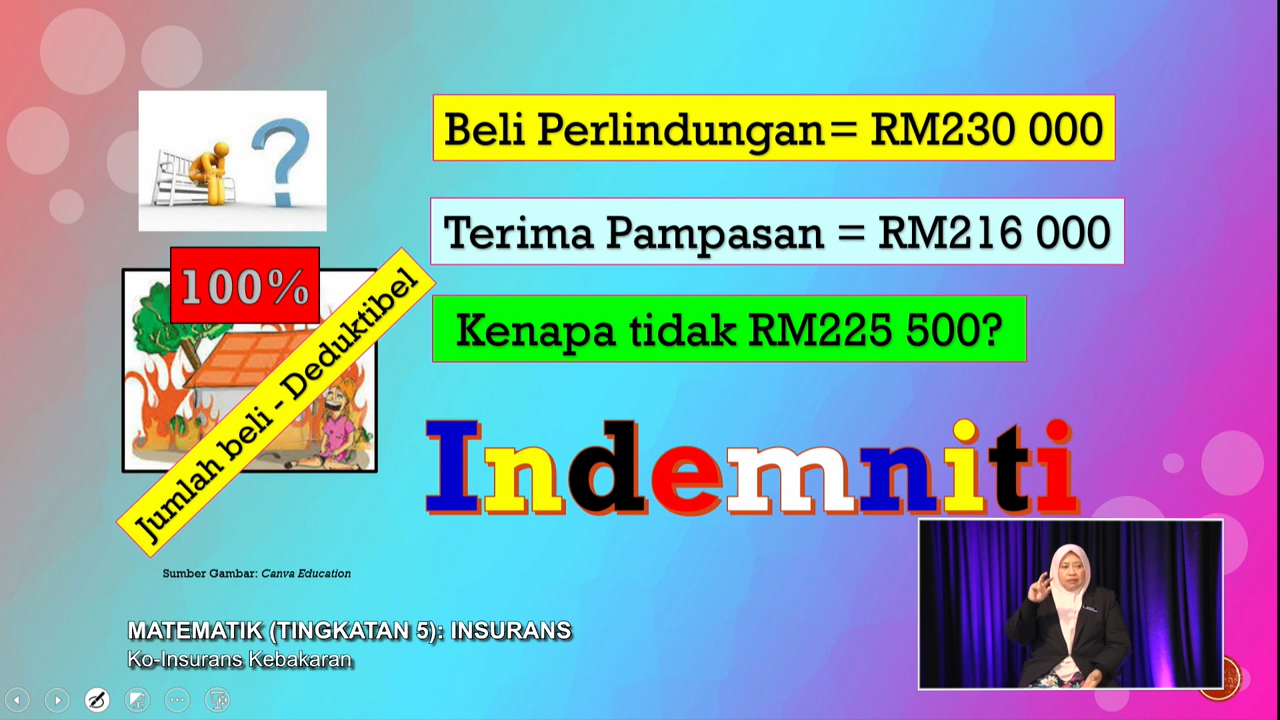 Beli Perlindungan= RM230 000
Terima Pampasan = RM216 000
100%
Jumlah beli - Deduktibel
Kenapa tidak RM225 500?
Indemniti
Sumber Gambar: Canva Education
MATEMATIK (TINGKATAN 5): INSURANS
Ko-Insurans Kebakaran